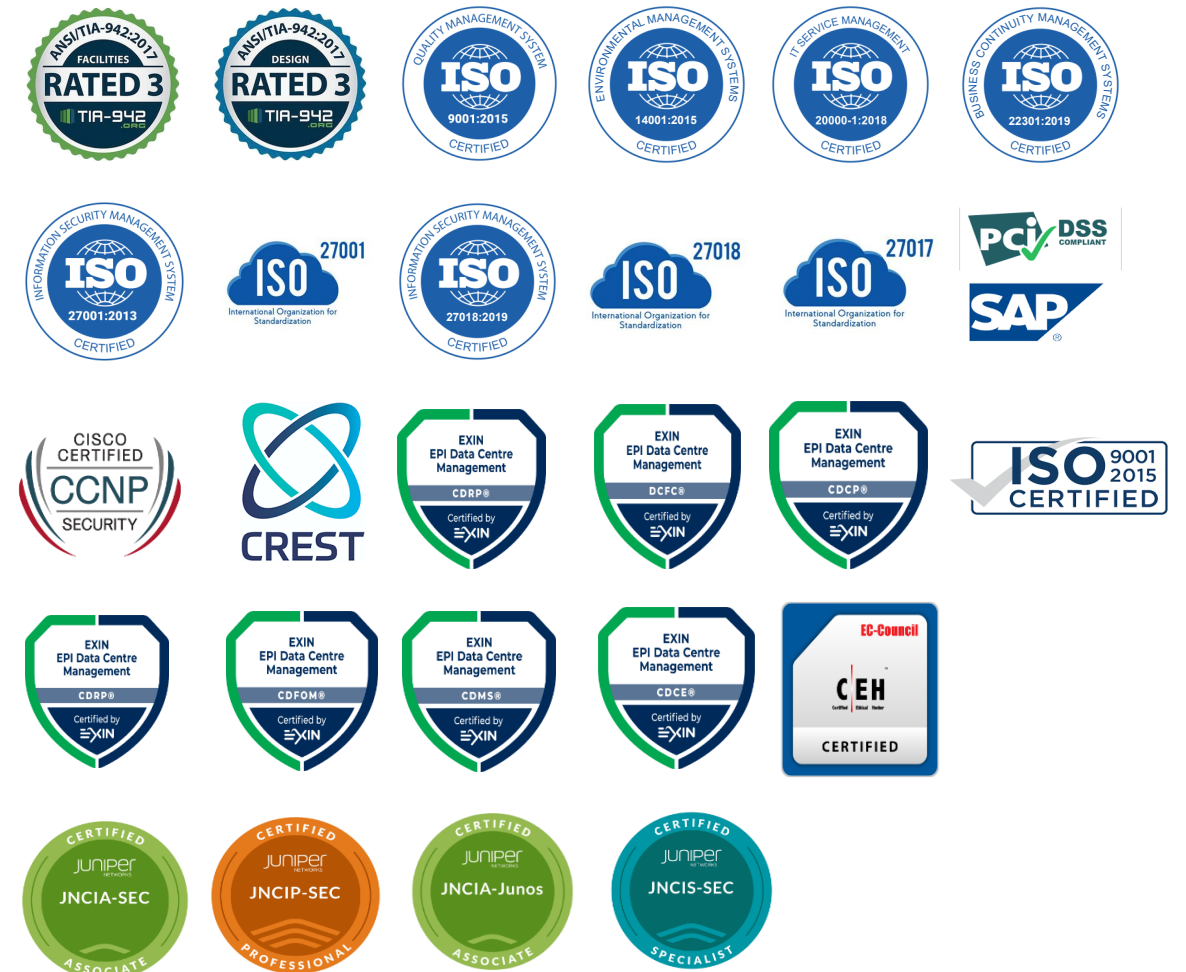 ANSI/TIA-942:2017
FACILITIES
RATED 3
TIA-942
.ORG
ANSI/TIA-942:2017
DESIGN
RATED 3
TIA-942
.ORG
QUALITY MANAGEMENT SYSTEM
ISO
9001:2015
CERTIFIED
ENVIRONMENTAL MANAGEMENT SYSTEMS
ISO
14001:2015
CERTIFIED
IT SERVICE MANAGEMENT
ISO
20000-1:2018
CERTIFIED
BUSINESS CONTINUITY MANAGEMENT SYSTEMS
ISO
22301:2019
CERTIFIED
INFORMATION SECURITY MANAGEMENT SYSTEM
ISO
27001:2013
CERTIFIED
27001
ISO
International Organization for
Standardization
INFORMATION SECURITY MANAGEMENT SYSTEM
ISO
27018:2019
CERTIFIED
27018
ISO
International Organization for
Standardization
27017
ISO
International Organization for
Standardization
PCi DSS
COMPLIANT
SAP
®
CISCO
CERTIFIED
CCNP
SECURITY
CREST
EXIN
EPI Data Centre
Management
CDRP®
Certified by
EXIN
EXIN
EPI Data Centre
Management
DCFC®
Certified by
EXIN
EXIN
EPI Data Centre
Management
CDCP®
Certified by
EXIN
ISO 9001
2015
CERTIFIED
EXIN
EPI Data Centre
Management
CDRP®
Certified by
EXIN
EXIN
EPI Data Centre
Management
CDFOM®
Certified by
EXIN
EXIN
EPI Data Centre
Management
CDMS®
Certified by
EXIN
EXIN
EPI Data Centre
Management
CDCE®
Certified by
EXIN
EC-Council
CEH
™
Certified Ethical Hacker
CERTIFIED
CERTIFIED
JUNIPEr
NETWORKS
JNCIA-SEC
ASSOCIATE
CERTIFIED
JUNIPEr
NETWORKS
JNCIP-SEC
PROFESSIONAL
CERTIFIED
JUNIPEr
NETWORKS
JNCIA-Junos
ASSOCIATE
CERTIFIED
JUNIPEr
NETWORKS
JNCIS-SEC
SPECIALIST